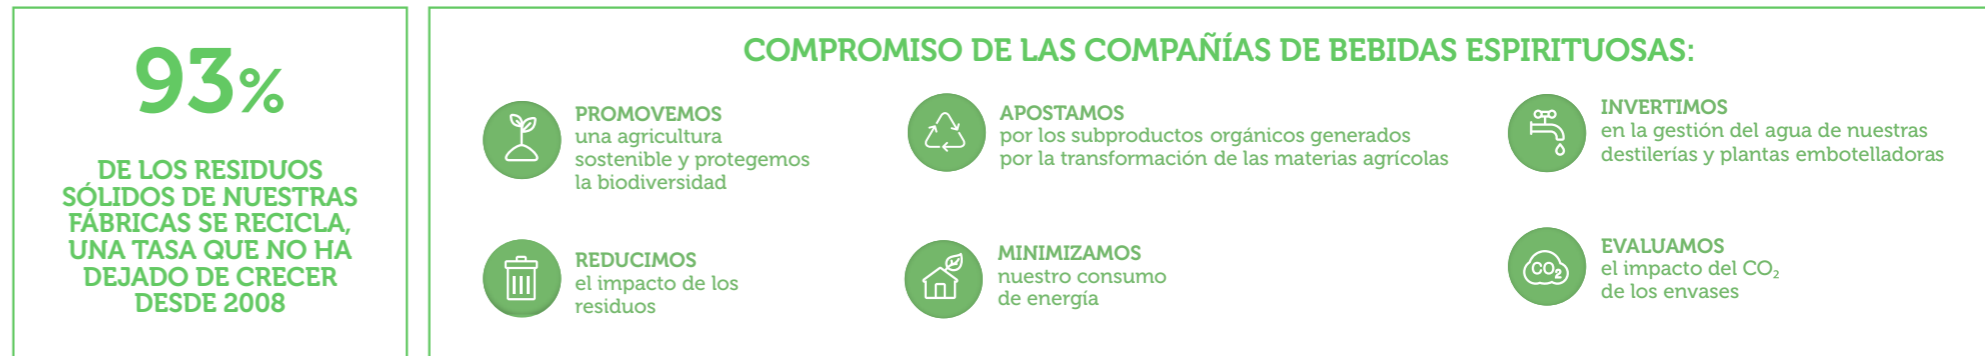 93%
DE LOS RESIDUOS
SÓLIDOS DE NUESTRAS
FÁBRICAS SE RECICLA,
UNA TASA QUE NO HA
DEJADO DE CRECER
DESDE 2008
COMPROMISO DE LAS COMPAÑÍAS DE BEBIDAS ESPIRITUOSAS:
PROMOVEMOS
una agricultura
sostenible y protegemos
la biodiversidad
APOSTAMOS
por los subproductos orgánicos generados
por la transformación de las materias agrícolas
INVERTIMOS
en la gestión del agua de nuestras
destilerías y plantas embotelladoras
REDUCIMOS
el impacto de los
residuos
MINIMIZAMOS
nuestro consumo
de energía
CO₂
EVALUAMOS
el impacto del CO₂
de los envases